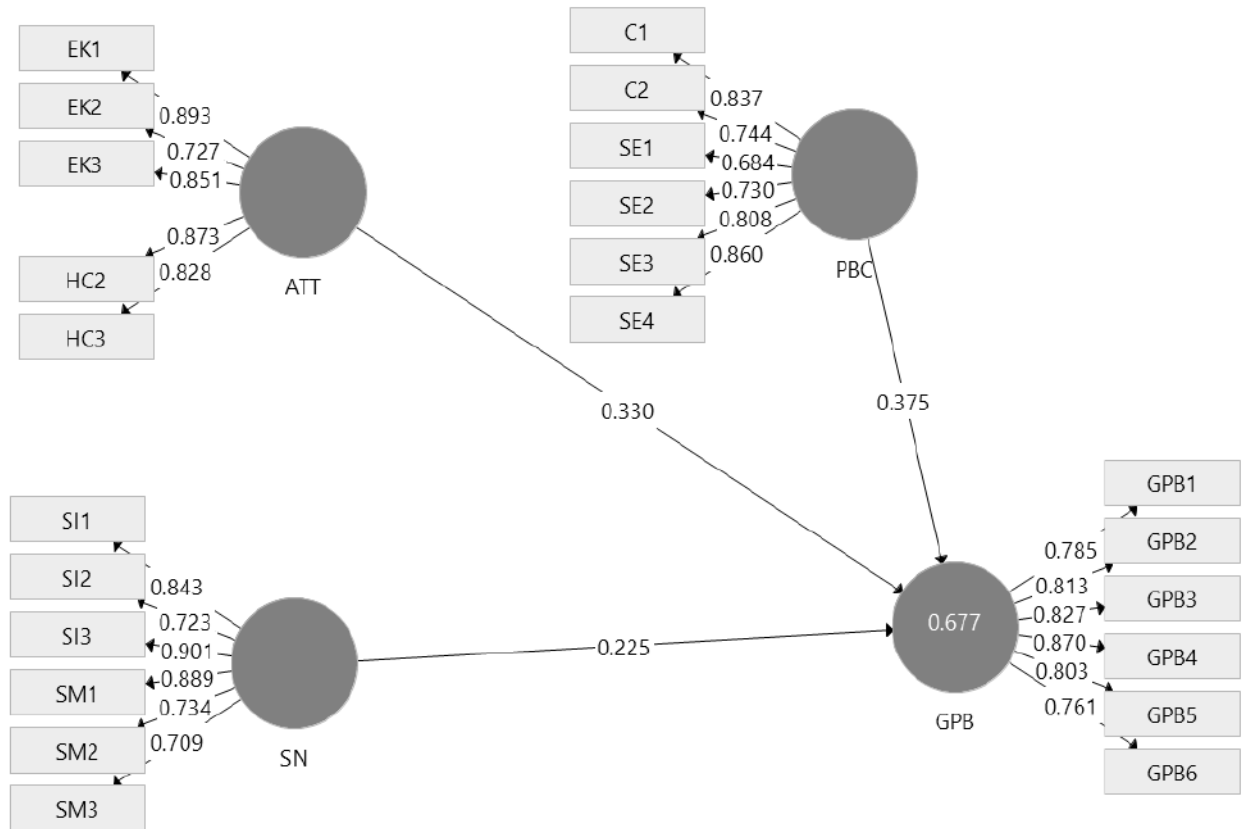 EK1
EK2
EK3
HC2
HC3
0.893
0.727
0.851
0.873
0.828
ATT
C1
C2
SE1
SE2
SE3
SE4
0.837
0.744
0.684
0.730
0.808
0.860
PBC
0.330
0.375
SI1
SI2
SI3
SM1
SM2
SM3
0.843
0.723
0.901
0.889
0.734
0.709
SN
0.225
0.677
GPB
0.785
0.813
0.827
0.870
0.803
0.761
GPB1
GPB2
GPB3
GPB4
GPB5
GPB6